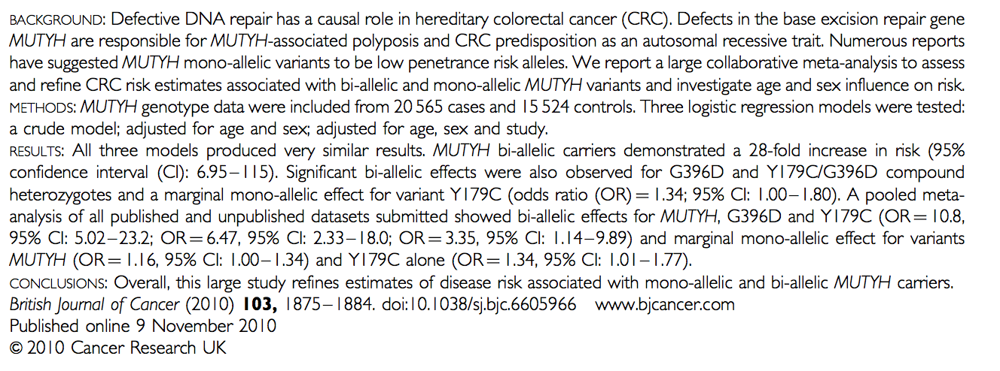 BACKGROUND: Defective DNA repair has a causal role in hereditary colorectal cancer (CRC). Defects in the base excision repair gene
MUTYH are responsible for MUTYH-associated polyposis and CRC predisposition as an autosomal recessive trait. Numerous reports
have suggested MUTYH mono-allelic variants to be low penetrance risk alleles. We report a large collaborative meta-analysis to assess
and refine CRC risk estimates associated with bi-allelic and mono-allelic MUTYH variants and investigate age and sex influence on risk.
METHODS: MUTYH genotype data were included from 20 565 cases and 15 524 controls. Three logistic regression models were tested:
a crude model; adjusted for age and sex; adjusted for age, sex and study.
RESULTS: All three models produced very similar results. MUTYH bi-allelic carriers demonstrated a 28-fold increase in risk (95%
confidence interval (CI): 6.95–115). Significant bi-allelic effects were also observed for G396D and Y179C/G396D compound
heterozygotes and a marginal mono-allelic effect for variant Y179C (odds ratio (OR) = 1.34; 95% CI: 1.00–1.80). A pooled meta-
analysis of all published and unpublished datasets submitted showed bi-allelic effects for MUTYH, G396D and Y179C (OR = 10.8,
95% CI: 5.02–23.2; OR = 6.47, 95% CI: 2.33–18.0; OR = 3.35, 95% CI: 1.14–9.89) and marginal mono-allelic effect for variants
MUTYH (OR = 1.16, 95% CI: 1.00–1.34) and Y179C alone (OR = 1.34, 95% CI: 1.01–1.77).
CONCLUSIONS: Overall, this large study refines estimates of disease risk associated with mono-allelic and bi-allelic MUTYH carriers.
British Journal of Cancer (2010) 103, 1875–1884. doi:10.1038/sj.bjc.6605966 www.bjcancer.com
Published online 9 November 2010
© 2010 Cancer Research UK